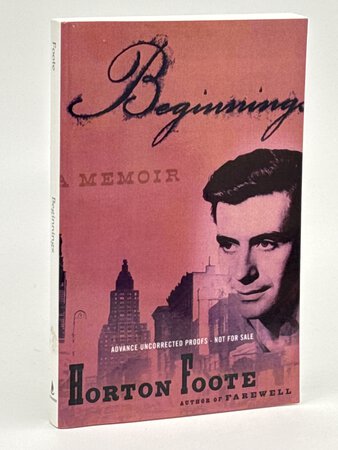 Foote
Beginnings
Beginnings
A MEMOIR
ADVANCE UNCORRECTED PROOFS - NOT FOR SALE
HORTON FOOTE
AUTHOR OF FAREWELL